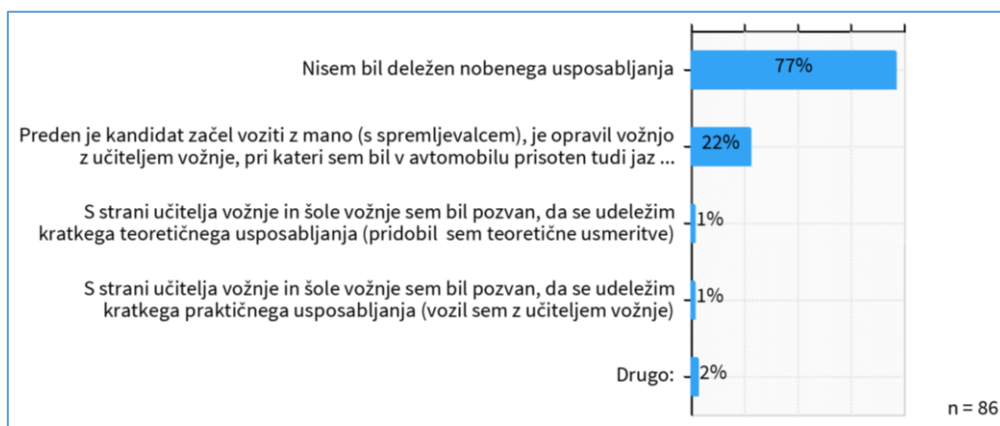 Nisem bil deležen nobenega usposabljanja
77%
Preden je kandidat začel voziti z mano (s spremljevalcem), je opravil vožnjo
z učiteljem vožnje, pri kateri sem bil v avtomobilu prisoten tudi jaz ...
22%
S strani učitelja vožnje in šole vožnje sem bil pozvan, da se udeležim
kratkega teoretičnega usposabljanja (pridobil sem teoretične usmeritve)
1%
S strani učitelja vožnje in šole vožnje sem bil pozvan, da se udeležim
kratkega praktičnega usposabljanja (vozil sem z učiteljem vožnje)
1%
Drugo:
2%
n = 86